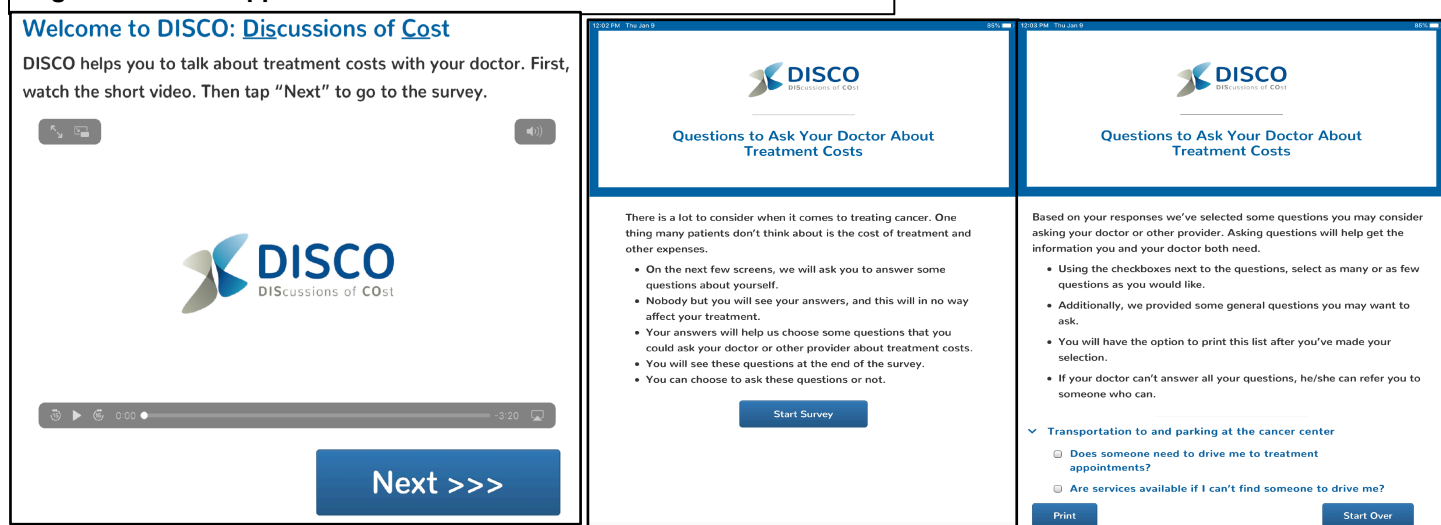 Welcome to DISCO: Discussions of Cost
DISCO helps you to talk about treatment costs with your doctor. First,
watch the short video. Then tap “Next” to go to the survey.
DISCO
DIScussions of COst
15
15
0:00
-3:20
Next >>>
12:02 PM Thu Jan 9
85%
DISCO
DIScussions of COst
Questions to Ask Your Doctor About
Treatment Costs
There is a lot to consider when it comes to treating cancer. One
thing many patients don’t think about is the cost of treatment and
other expenses.
• On the next few screens, we will ask you to answer some
questions about yourself.
• Nobody but you will see your answers, and this will in no way
affect your treatment.
• Your answers will help us choose some questions that you
could ask your doctor or other provider about treatment costs.
• You will see these questions at the end of the survey.
• You can choose to ask these questions or not.
Start Survey
12:03 PM Thu Jan 9
85%
DISCO
DIScussions of COst
Questions to Ask Your Doctor About
Treatment Costs
Based on your responses we’ve selected some questions you may consider
asking your doctor or other provider. Asking questions will help get the
information you and your doctor both need.
• Using the checkboxes next to the questions, select as many or as few
questions as you would like.
• Additionally, we provided some general questions you may want to
ask.
• You will have the option to print this list after you’ve made your
selection.
• If your doctor can’t answer all your questions, he/she can refer you to
someone who can.
Transportation to and parking at the cancer center
Does someone need to drive me to treatment
appointments?
Are services available if I can’t find someone to drive me?
Print
Start Over